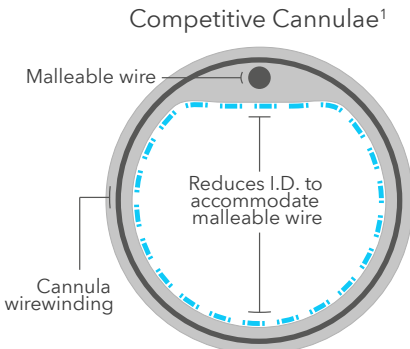 Competitive Cannulae¹
Malleable wire
Reduces I.D. to
accommodate
malleable wire
Cannula
wirewinding